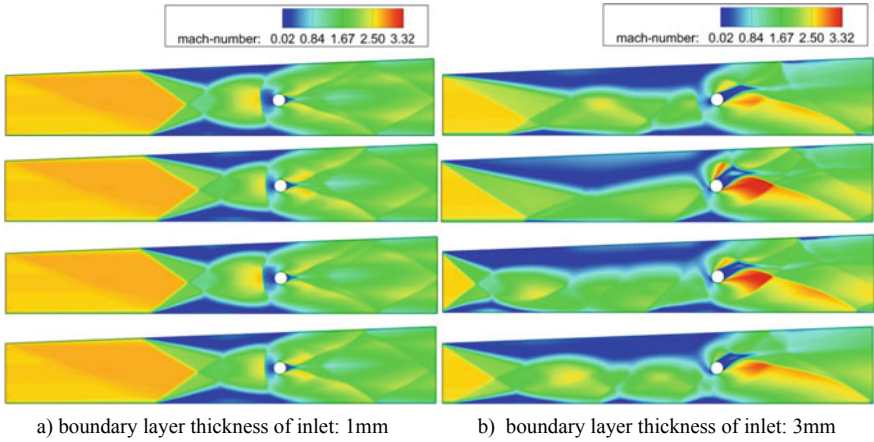 mach-number: 0.02 0.84 1.67 2.50 3.32
mach-number: 0.02 0.84 1.67 2.50 3.32
a) boundary layer thickness of inlet: 1mm
b) boundary layer thickness of inlet: 3mm